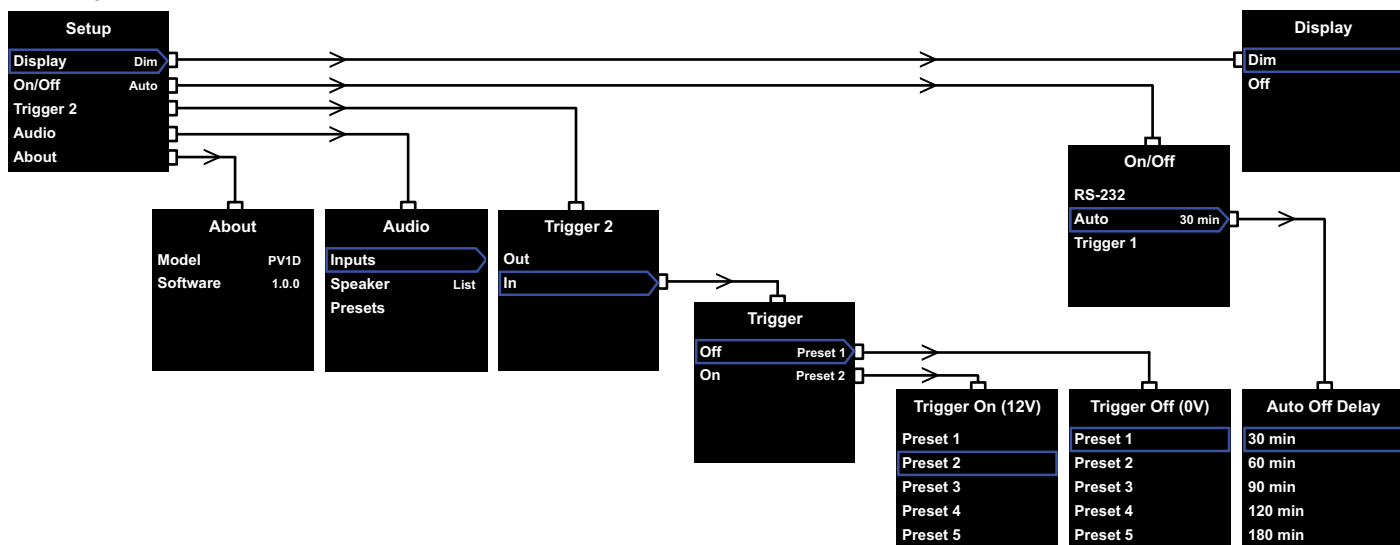 Setup
Display Dim
On/Off Auto
Trigger 2
Audio
About
Display
Dim
Off
On/Off
RS-232
Auto 30 min
Trigger 1
About
Model PV1D
Software 1.0.0
Audio
Inputs
Speaker List
Presets
Trigger 2
Out
In
Trigger
Off Preset 1
On Preset 2
Trigger On (12V)
Preset 1
Preset 2
Preset 3
Preset 4
Preset 5
Trigger Off (0V)
Preset 1
Preset 2
Preset 3
Preset 4
Preset 5
Auto Off Delay
30 min
60 min
90 min
120 min
180 min